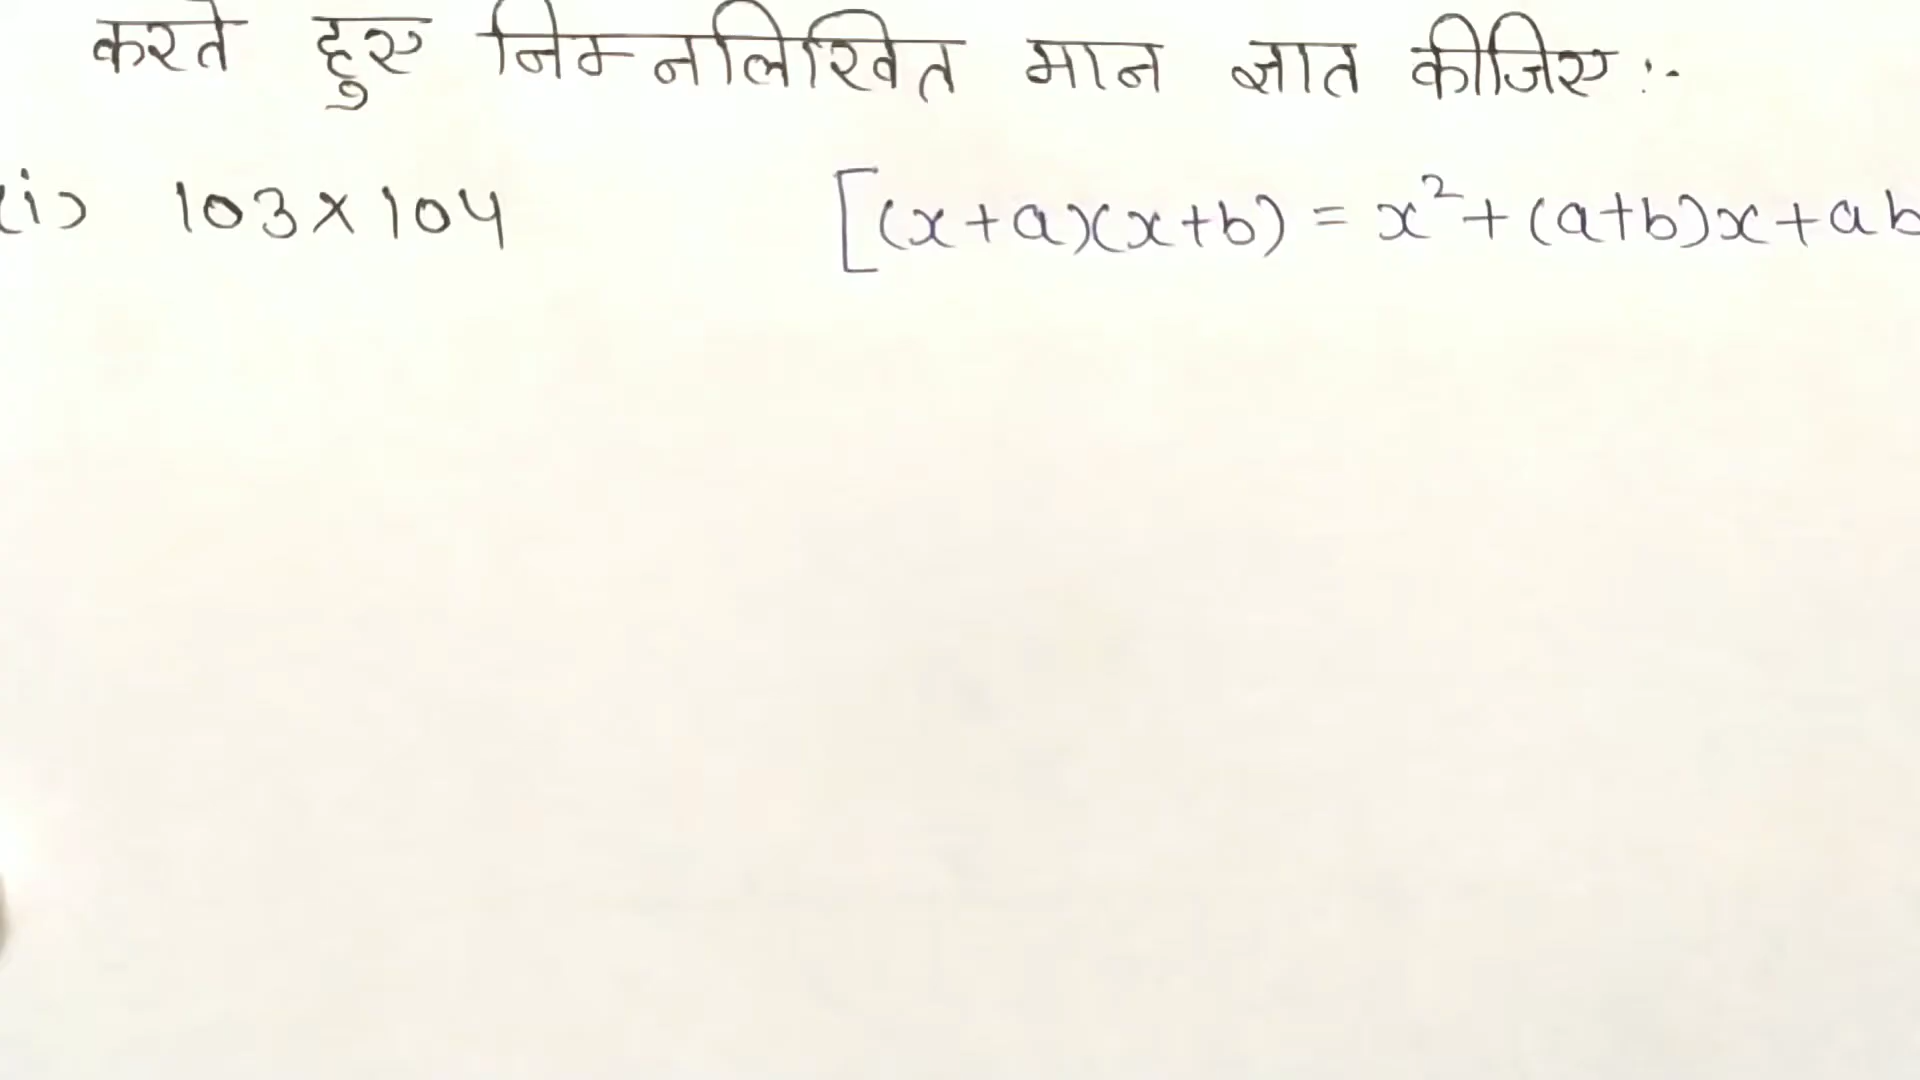 करते हुए निम्नलिखित मान ज्ञात कीजिए :-
(i) 103 × 104 [(x+a)(x+b) = x² + (a+b)x + ab